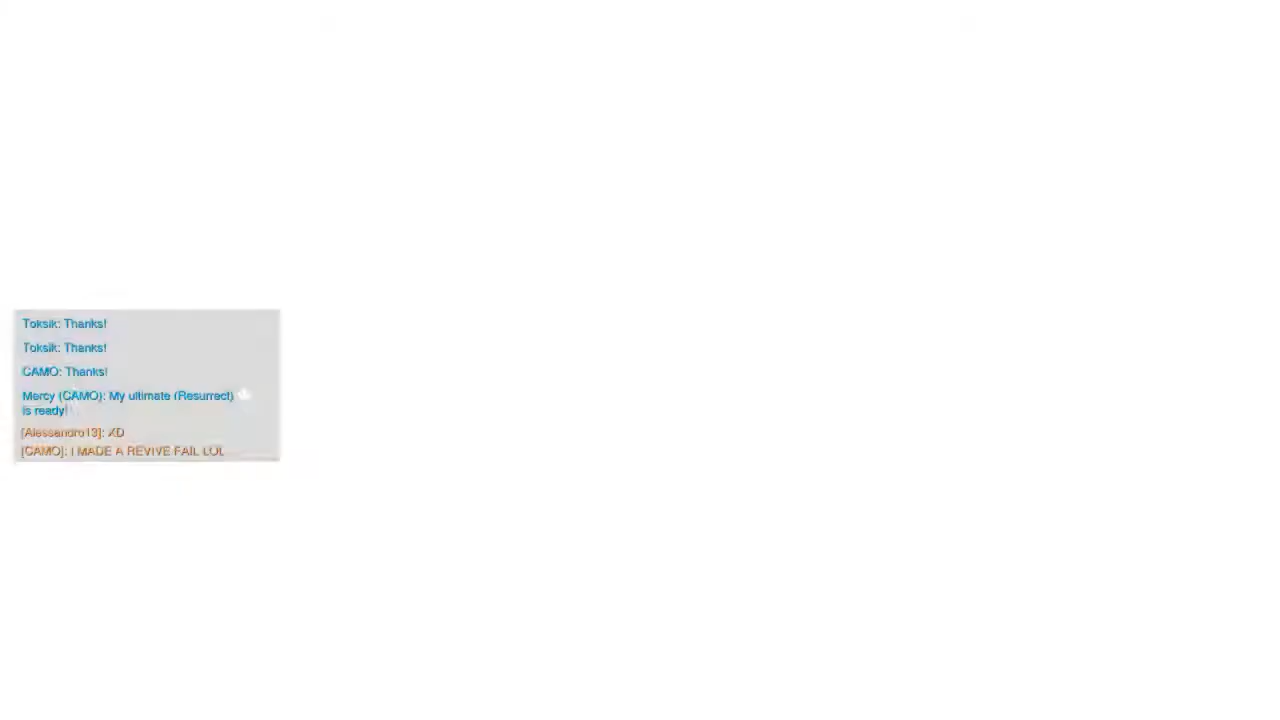 Toksik: Thanks!
Toksik: Thanks!
CAMO: Thanks!
Mercy (CAMO): My ultimate (Resurrect)
is ready!
[Alessandro13]: XD
[CAMO]: I MADE A REVIVE FAIL LOL